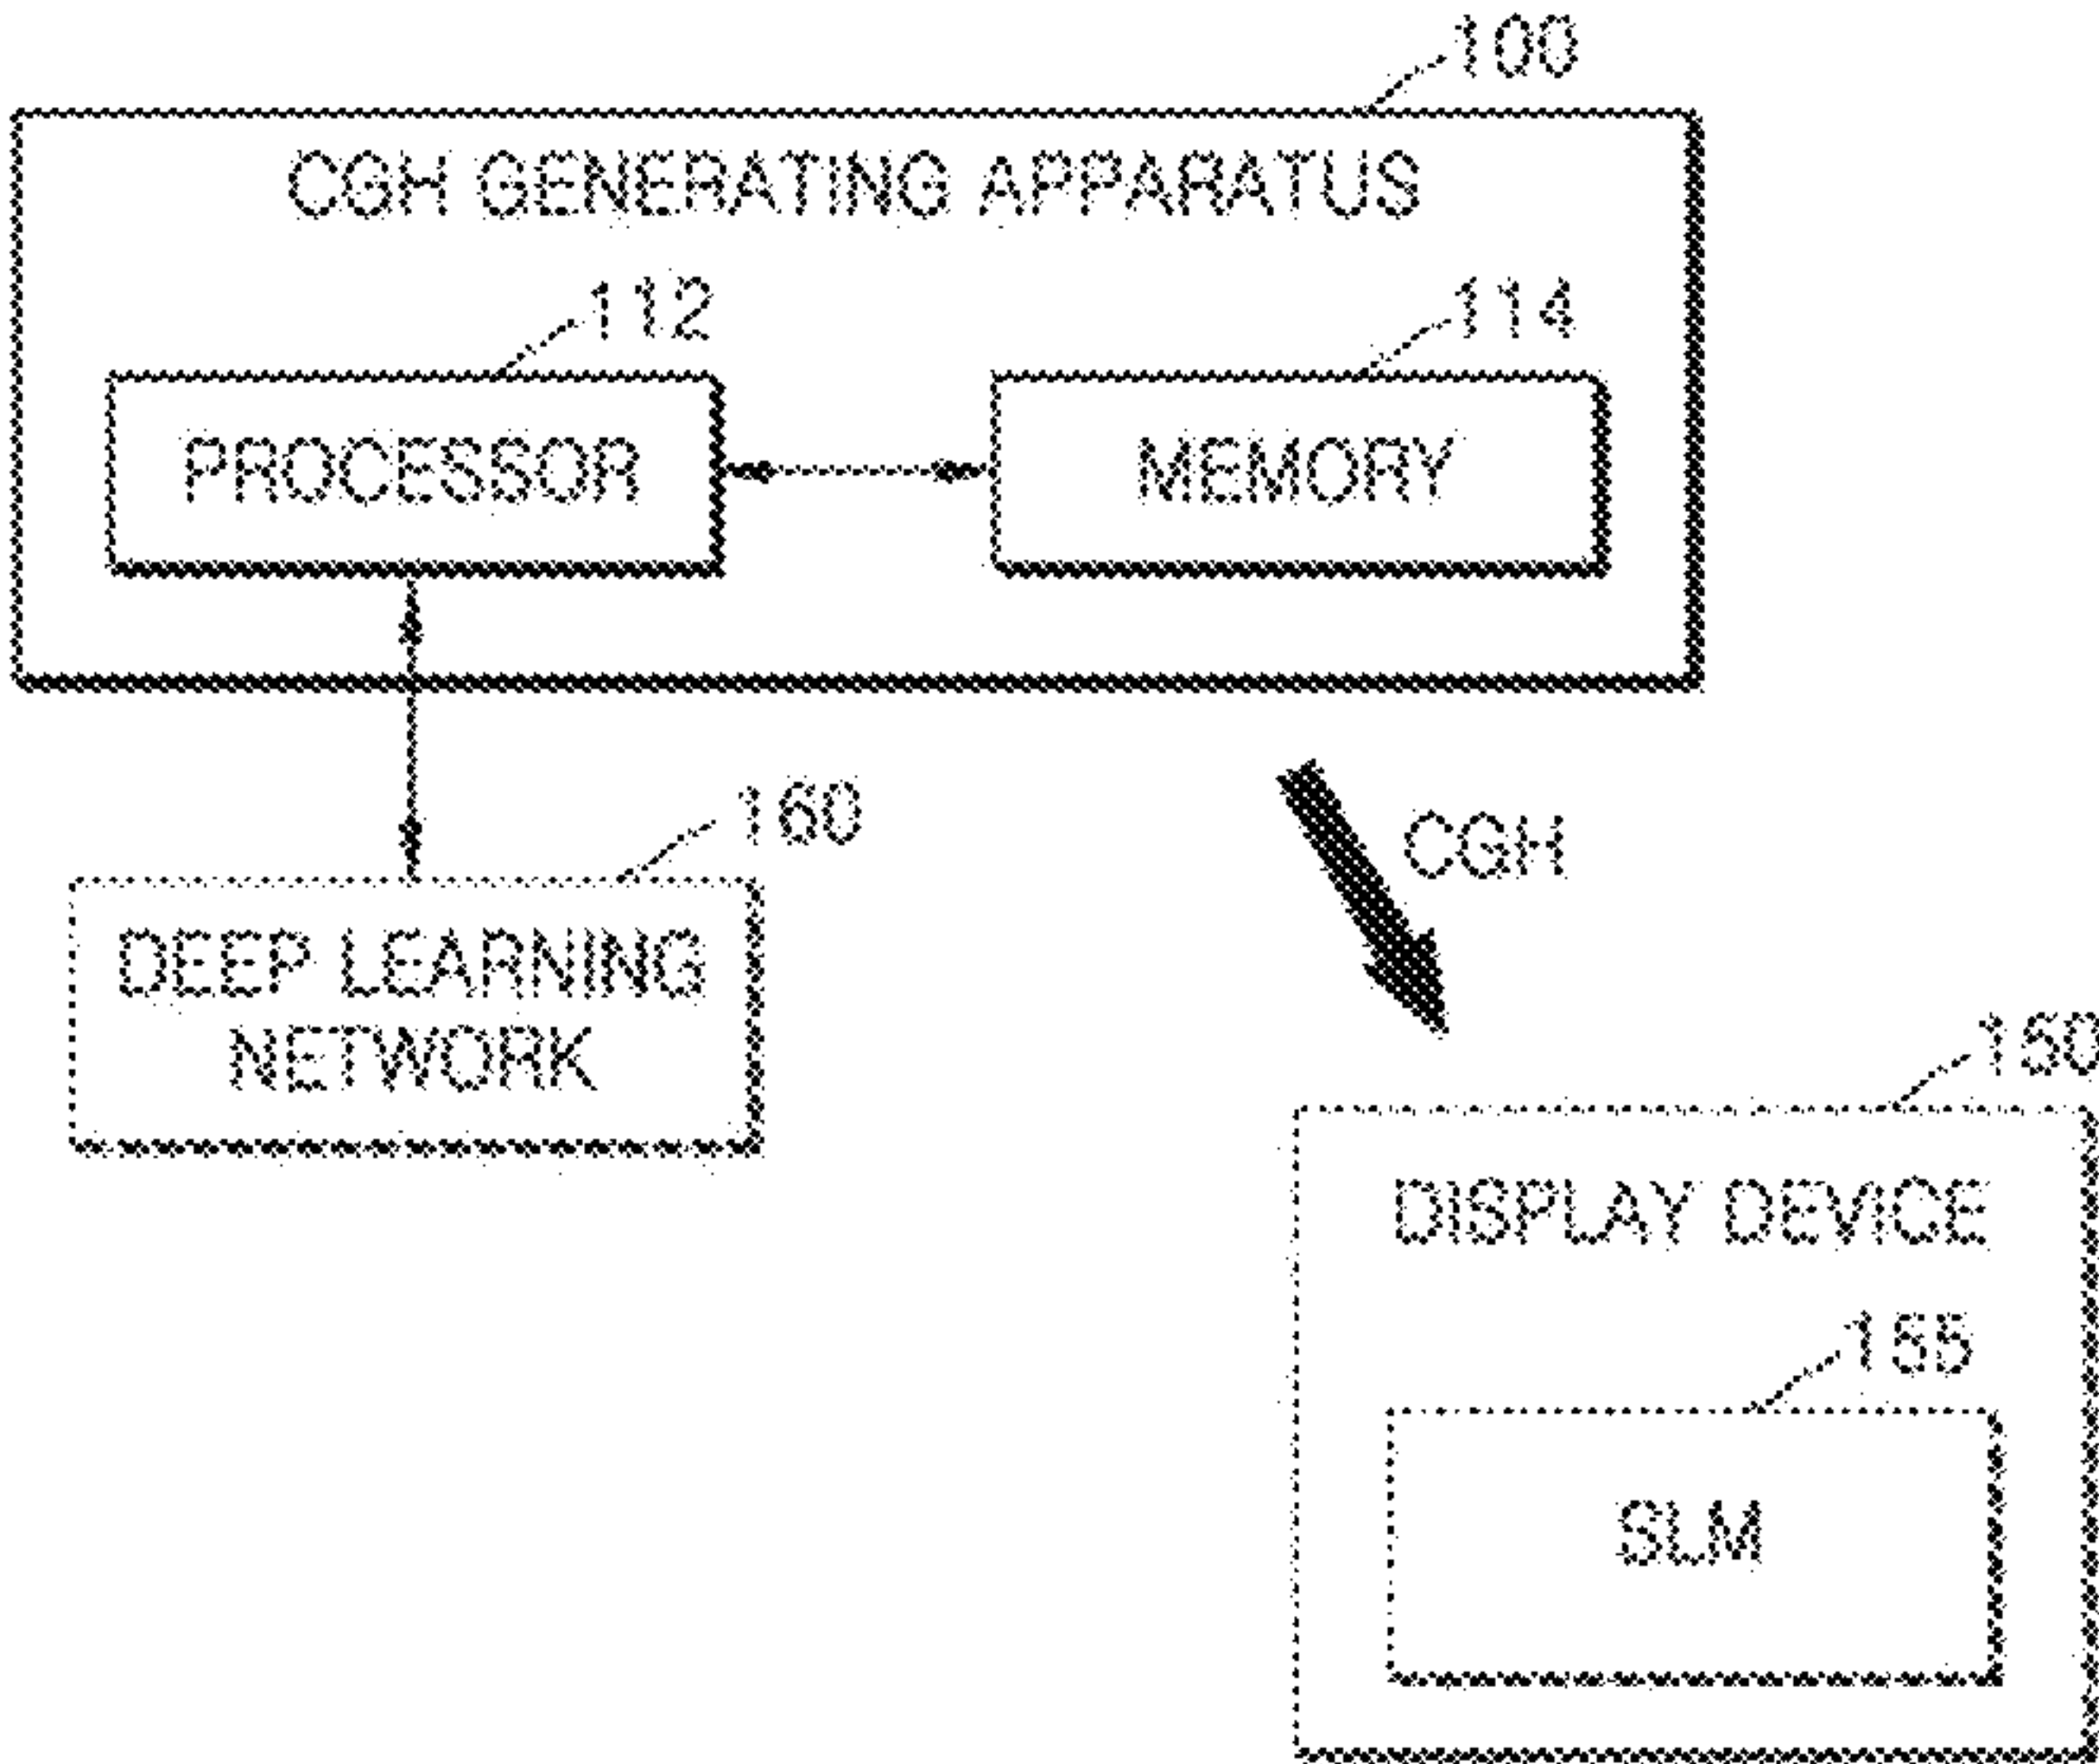 100
CGH GENERATING APPARATUS
112
114
PROCESSOR
MEMORY
160
CGH
DEEP LEARNING
NETWORK
150
DISPLAY DEVICE
155
SLM